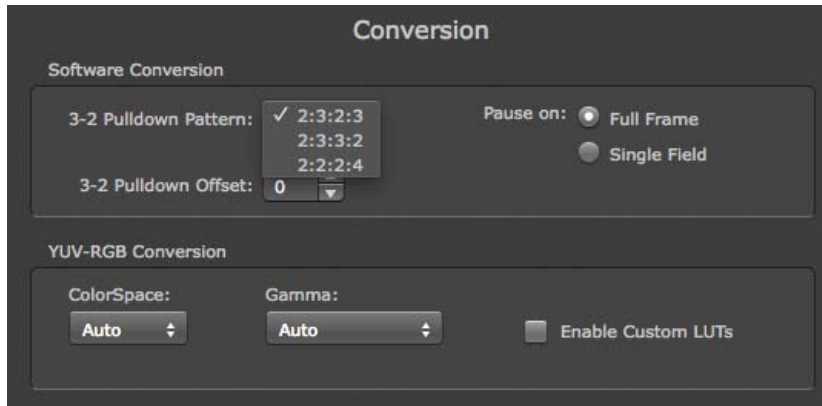 Conversion
Software Conversion
3-2 Pulldown Pattern:
✓ 2:3:2:3
2:3:3:2
2:2:2:4
Pause on:
Full Frame
Single Field
3-2 Pulldown Offset:
0
YUV-RGB Conversion
ColorSpace:
Auto
Gamma:
Auto
Enable Custom LUTs